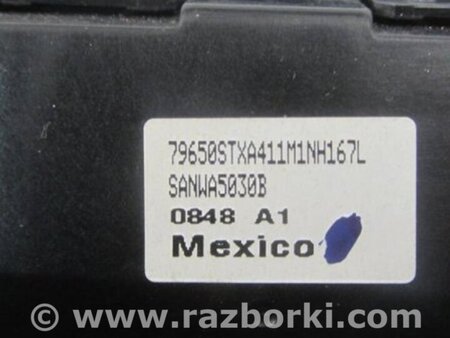 79650STXA411M1NH167L
SANWA5030B
0848 A1
Mexico
© www.razborki.com